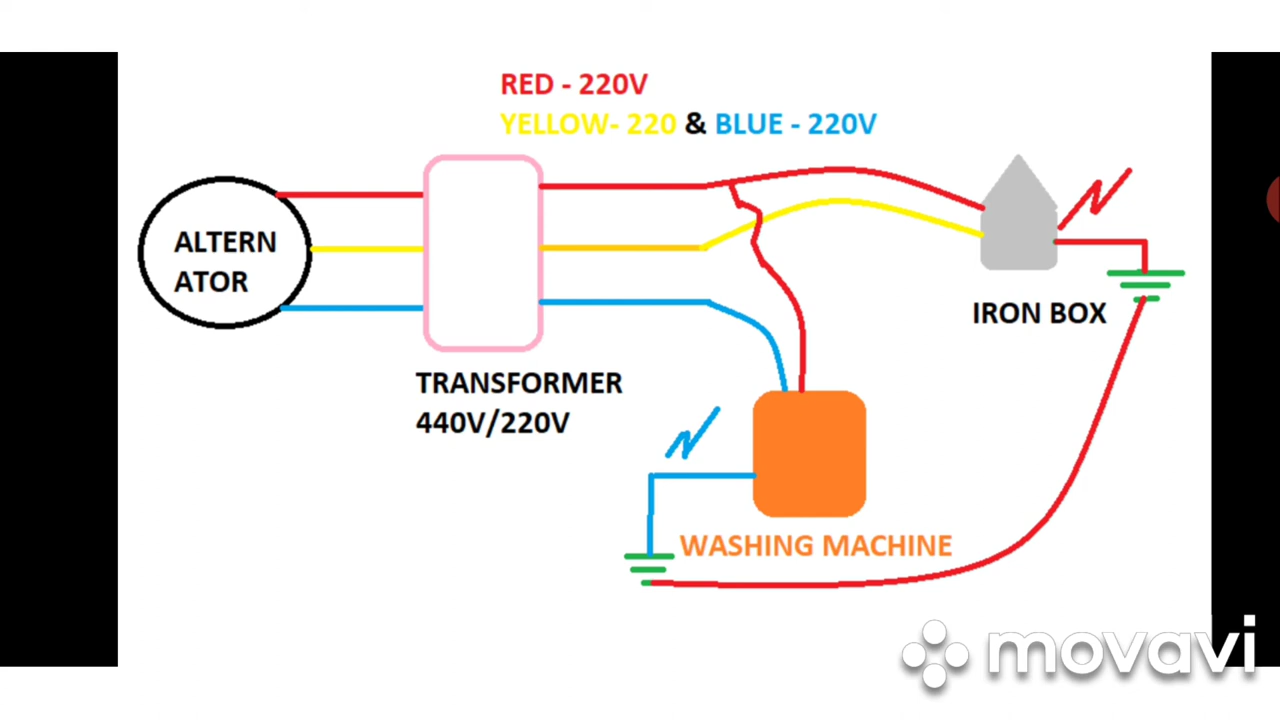 RED - 220V
YELLOW- 220 & BLUE - 220V
ALTERN
ATOR
IRON BOX
TRANSFORMER
440V/220V
WASHING MACHINE
movavi